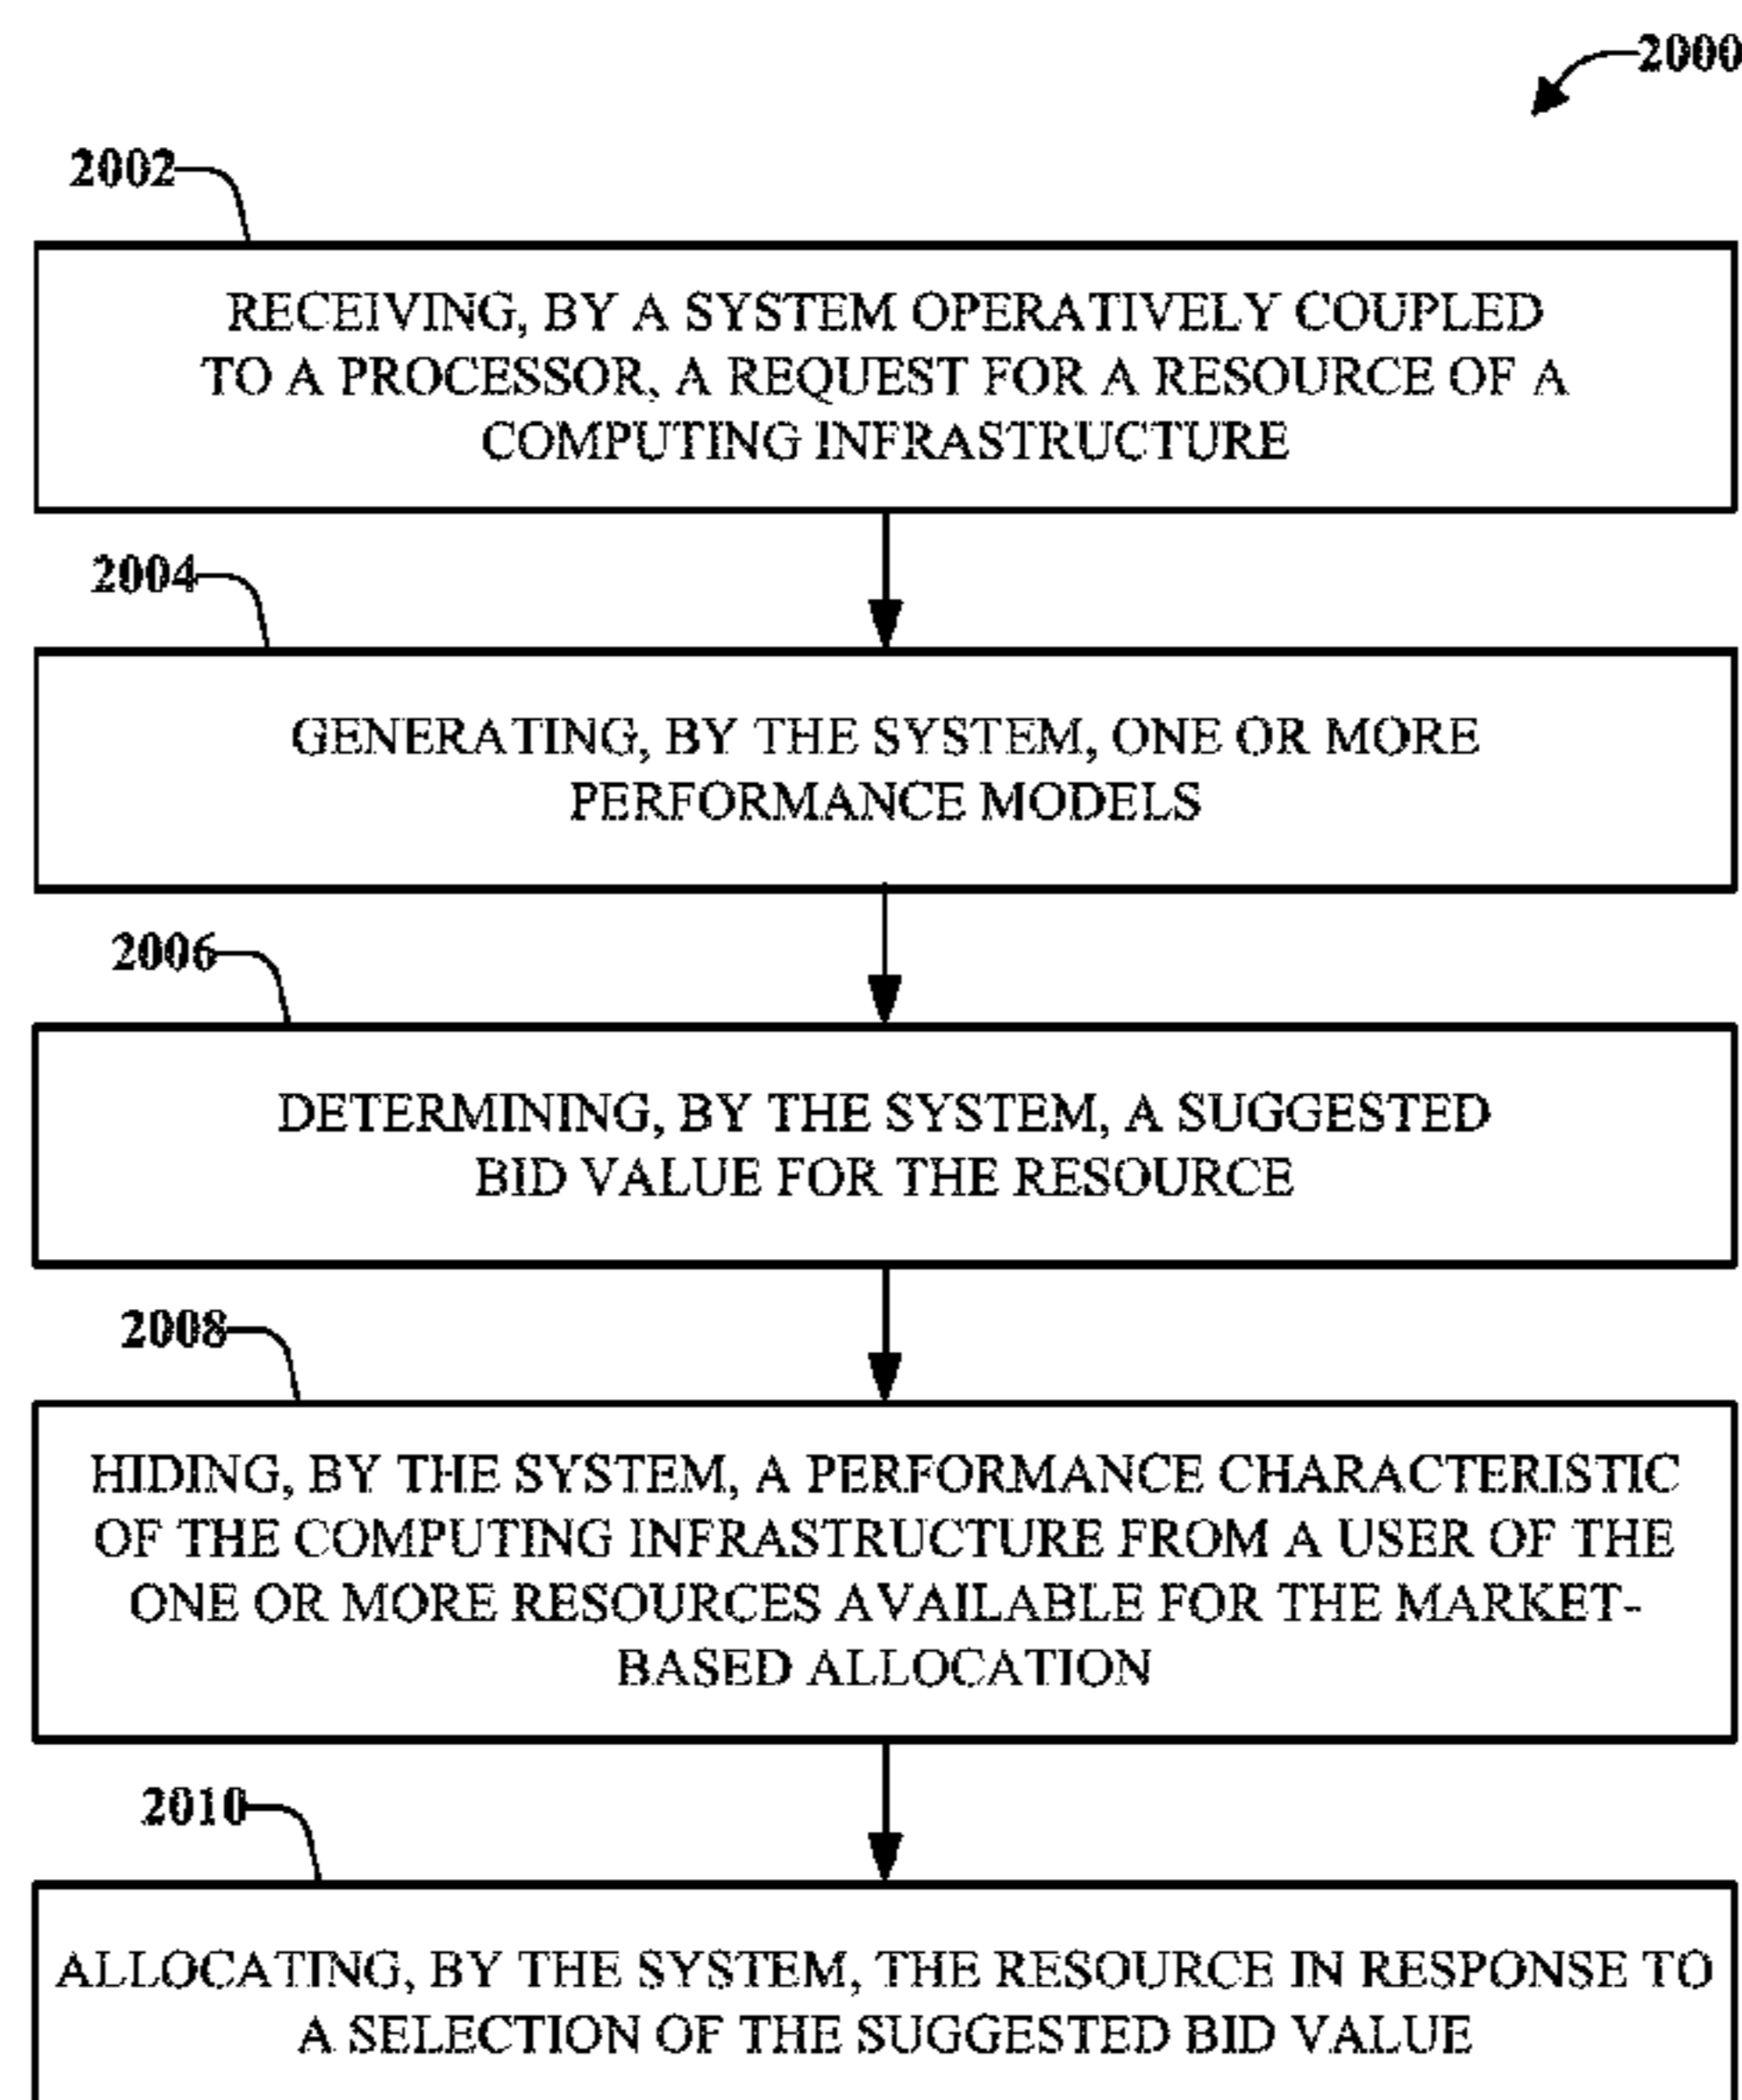 2000
2002
RECEIVING, BY A SYSTEM OPERATIVELY COUPLED
TO A PROCESSOR, A REQUEST FOR A RESOURCE OF A
COMPUTING INFRASTRUCTURE
2004
GENERATING, BY THE SYSTEM, ONE OR MORE
PERFORMANCE MODELS
2006
DETERMINING, BY THE SYSTEM, A SUGGESTED
BID VALUE FOR THE RESOURCE
2008
HIDING, BY THE SYSTEM, A PERFORMANCE CHARACTERISTIC
OF THE COMPUTING INFRASTRUCTURE FROM A USER OF THE
ONE OR MORE RESOURCES AVAILABLE FOR THE MARKET-
BASED ALLOCATION
2010
ALLOCATING, BY THE SYSTEM, THE RESOURCE IN RESPONSE TO
A SELECTION OF THE SUGGESTED BID VALUE